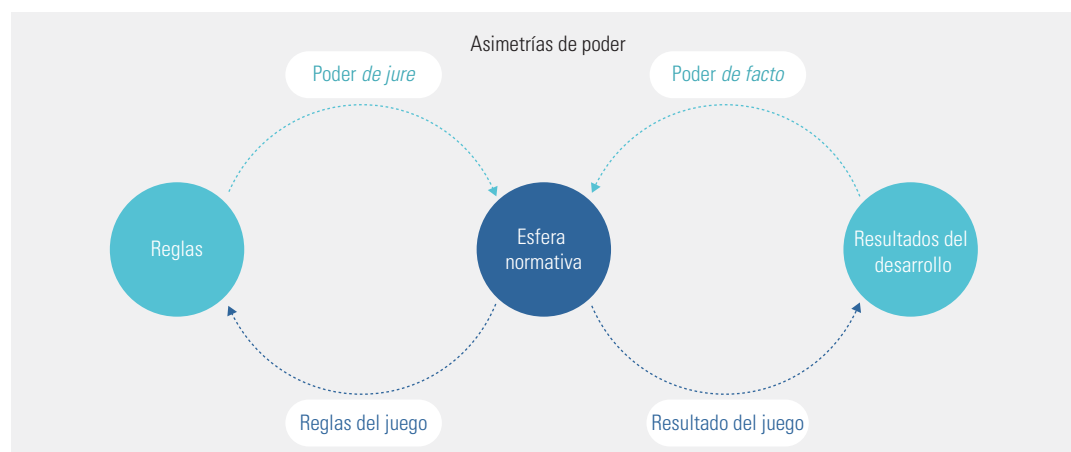 Asimetrías de poder
Poder de jure
Poder de facto
Reglas
Esfera
normativa
Resultados del
desarrollo
Reglas del juego
Resultado del juego